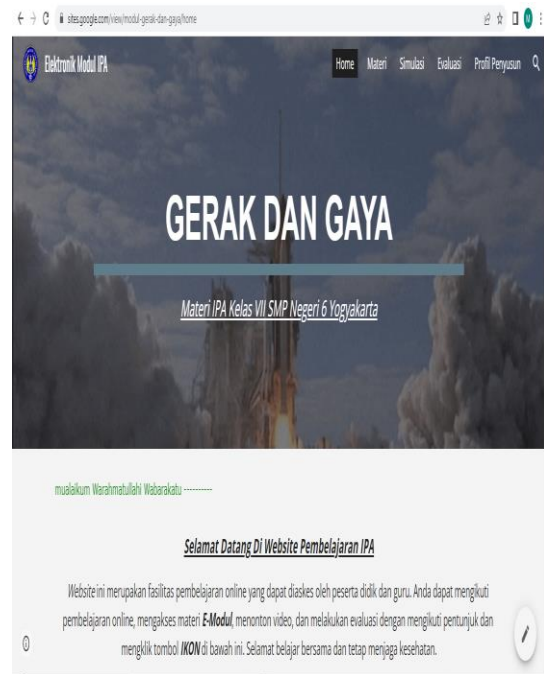 sites.google.com/view/modul-gerak-dan-gaya/home
M
Elektronik Modul IPA
Home Materi Simulasi Evaluasi Profil Penyusun
GERAK DAN GAYA
Materi IPA Kelas VII SMP Negeri 6 Yogyakarta
mualaikum Warahmatullahi Wabarakatu ----------
Selamat Datang Di Website Pembelajaran IPA
Website ini merupakan fasilitas pembelajaran online yang dapat diaskes oleh peserta didik dan guru. Anda dapat mengikuti
pembelajaran online, mengakses materi E-Modul, menonton video, dan melakukan evaluasi dengan mengikuti pentunjuk dan
mengklik tombol IKON di bawah ini. Selamat belajar bersama dan tetap menjaga kesehatan.